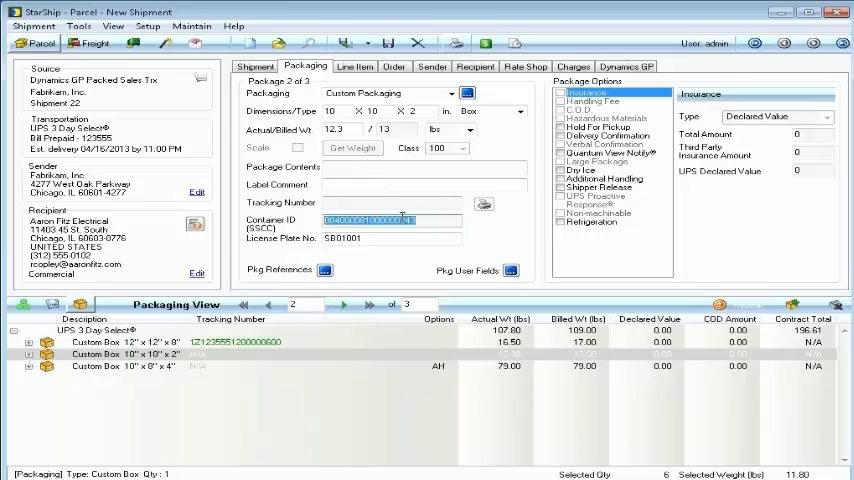 StarShip - Parcel - New Shipment
Shipment Tools View Setup Maintain Help
Parcel Freight User: admin
Source
Dynamics GP Packed Sales Trx
Fabrikam, Inc.
Shipment 22
Transportation
UPS 3 Day Select®
Bill Prepaid - 123555
Est. delivery 04/16/2013 by 11:00 PM
Sender
Fabrikam, Inc.
4277 West Oak Parkway
Chicago, IL 60601-4277
Edit
Recipient
Aaron Fitz Electrical
11403 45 St. South
Chicago, IL 60603-0776
UNITED STATES
(312) 555-0102
rcopley@aaronfitz.com
Commercial
Edit
Shipment Packaging Line Item Order Sender Recipient Rate Shop Charges Dynamics GP
Package 2 of 3
Packaging Custom Packaging
Dimensions/Type 10 X 10 X 2 in. Box
Actual/Billed Wt. 12.3 / 13 lbs
Scale Get Weight Class 100
Package Contents
Label Comment
Tracking Number
Container ID
(SSCC)
License Plate No. SB01001
Pkg References Pkg User Fields
Package Options
Insurance
Handling Fee
C.O.D.
Hazardous Materials
Hold For Pickup
Delivery Confirmation
Verbal Confirmation
Quantum View Notify®
Large Package
Dry Ice
Additional Handling
Shipper Release
UPS Proactive
Response®
Non-machinable
Refrigeration
Insurance
Type Declared Value
Total Amount 0
Third Party
Insurance Amount 0
UPS Declared Value 0
Packaging View 2 of 3
Description Tracking Number Options Actual Wt (lbs) Billed Wt (lbs) Declared Value COD Amount Contract Total
UPS 3 Day Select® 107.80 109.00 0.00 0.00 196.61
Custom Box 12" x 12" x 8" 1Z1235551200000600 16.50 17.00 0.00 0.00 N/A
Custom Box 10" x 10" x 2" N/A 0.00 0.00 N/A
Custom Box 10" x 8" x 4" N/A AH 79.00 79.00 0.00 0.00 N/A
[Packaging] Type: Custom Box Qty : 1 Selected Qty 6 Selected Weight (lbs) 11.80